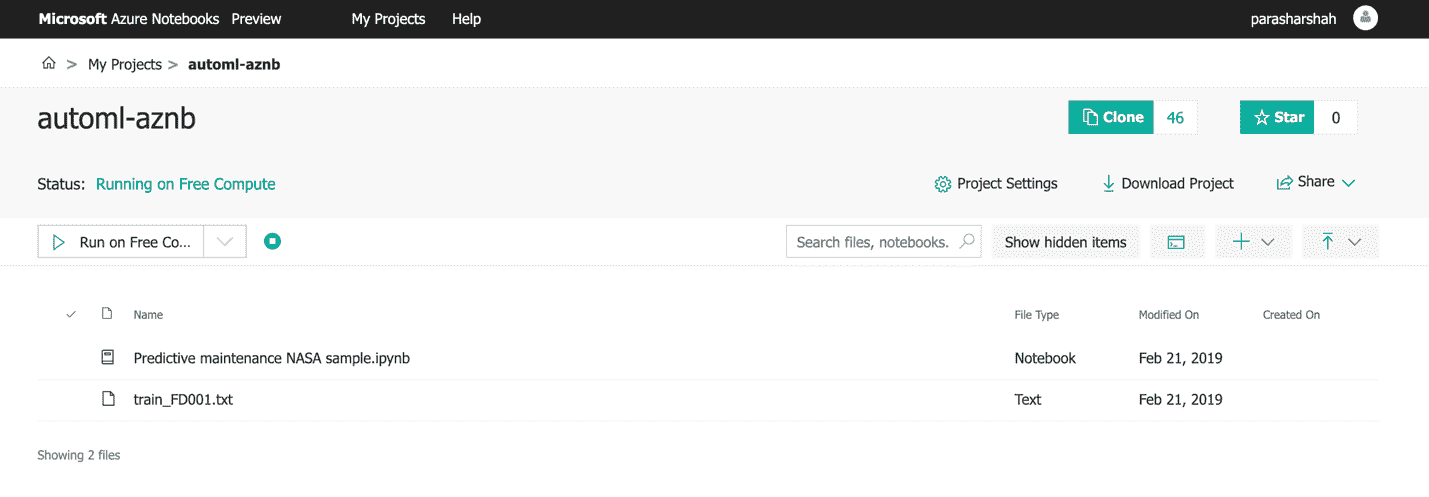 Microsoft Azure Notebooks Preview My Projects Help parasharshah
> My Projects > automl-aznb
automl-aznb
Clone 46 Star 0
Status: Running on Free Compute Project Settings Download Project Share
Run on Free Co... Search files, notebooks. Show hidden items
Name File Type Modified On Created On
Predictive maintenance NASA sample.ipynb Notebook Feb 21, 2019
train_FD001.txt Text Feb 21, 2019
Showing 2 files